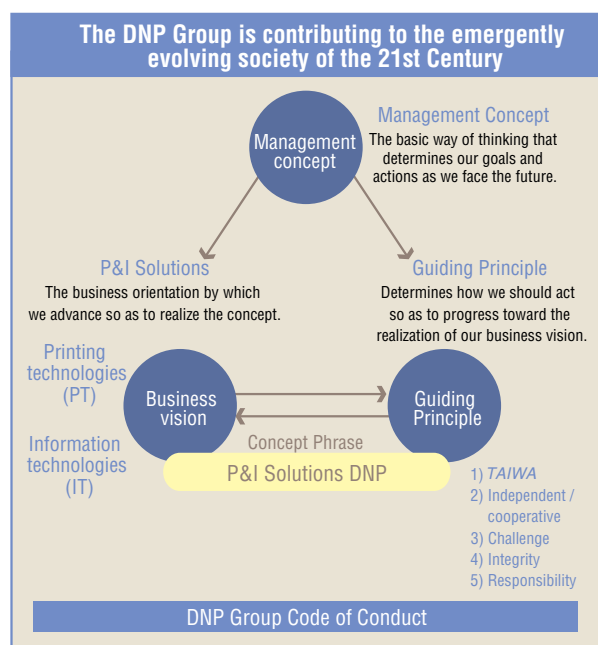 The DNP Group is contributing to the emergently
evolving society of the 21st Century
Management
concept
Management Concept
The basic way of thinking that
determines our goals and
actions as we face the future.
P&I Solutions
The business orientation by which
we advance so as to realize the concept.
Guiding Principle
Determines how we should act
so as to progress toward the
realization of our business vision.
Printing
technologies
(PT)
Information
technologies
(IT)
Business
vision
Guiding
Principle
Concept Phrase
P&I Solutions DNP
1) TAIWA
2) Independent /
cooperative
3) Challenge
4) Integrity
5) Responsibility
DNP Group Code of Conduct